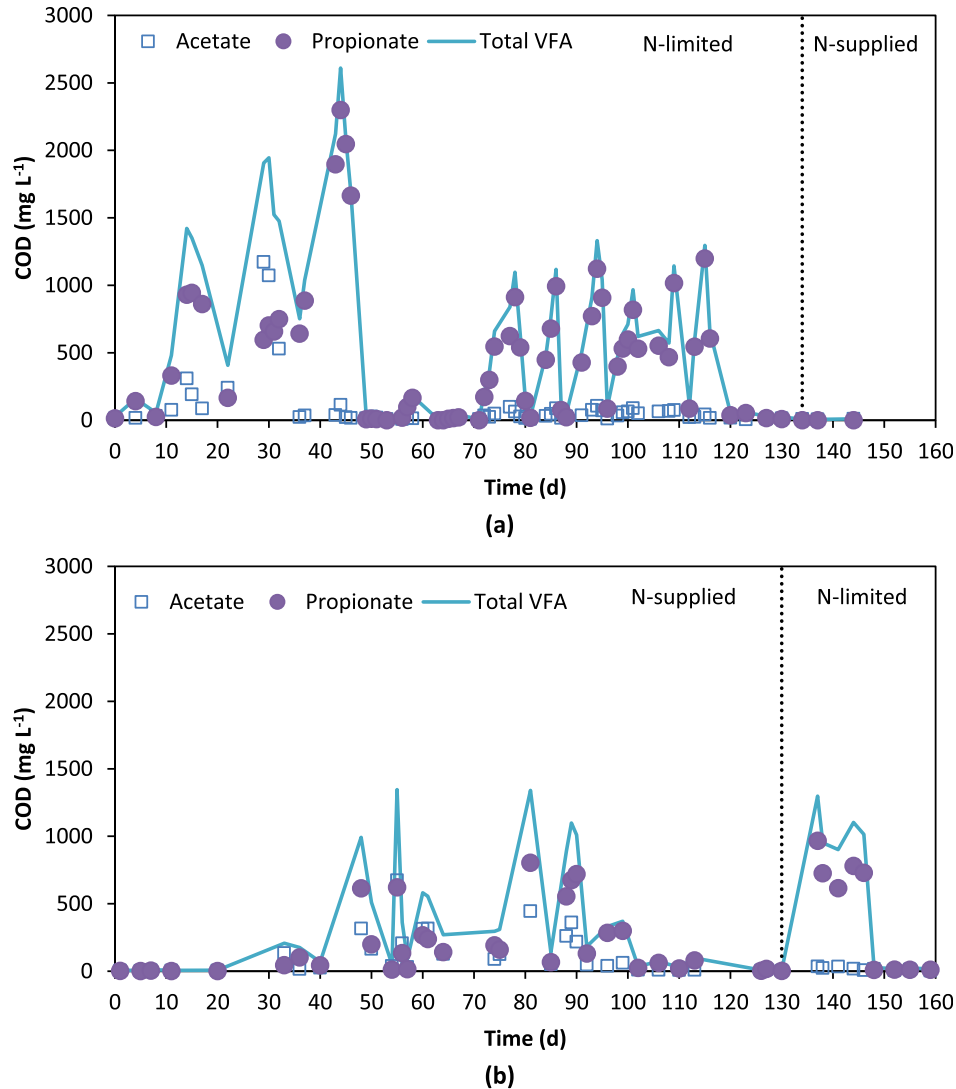 3000
Acetate Propionate Total VFA N-limited N-supplied
2500
2000
1500
1000
500
0
COD (mg L-1)
0 10 20 30 40 50 60 70 80 90 100 110 120 130 140 150 160
Time (d)
(a)
3000
Acetate Propionate Total VFA N-supplied N-limited
2500
2000
1500
1000
500
0
COD (mg L-1)
0 10 20 30 40 50 60 70 80 90 100 110 120 130 140 150 160
Time (d)
(b)